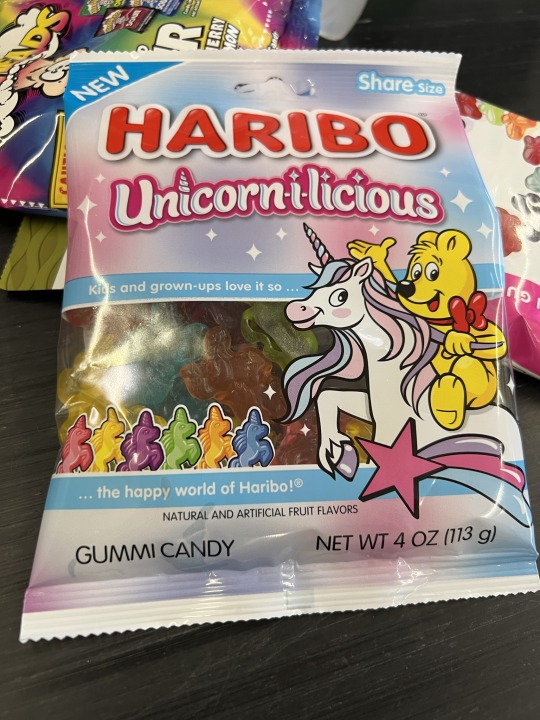 NEW
Share Size
HARIBO
Unicorn-i-licious
Kids and grown-ups love it so ...
... the happy world of Haribo!®
NATURAL AND ARTIFICIAL FRUIT FLAVORS
GUMMI CANDY
NET WT 4 OZ (113 g)